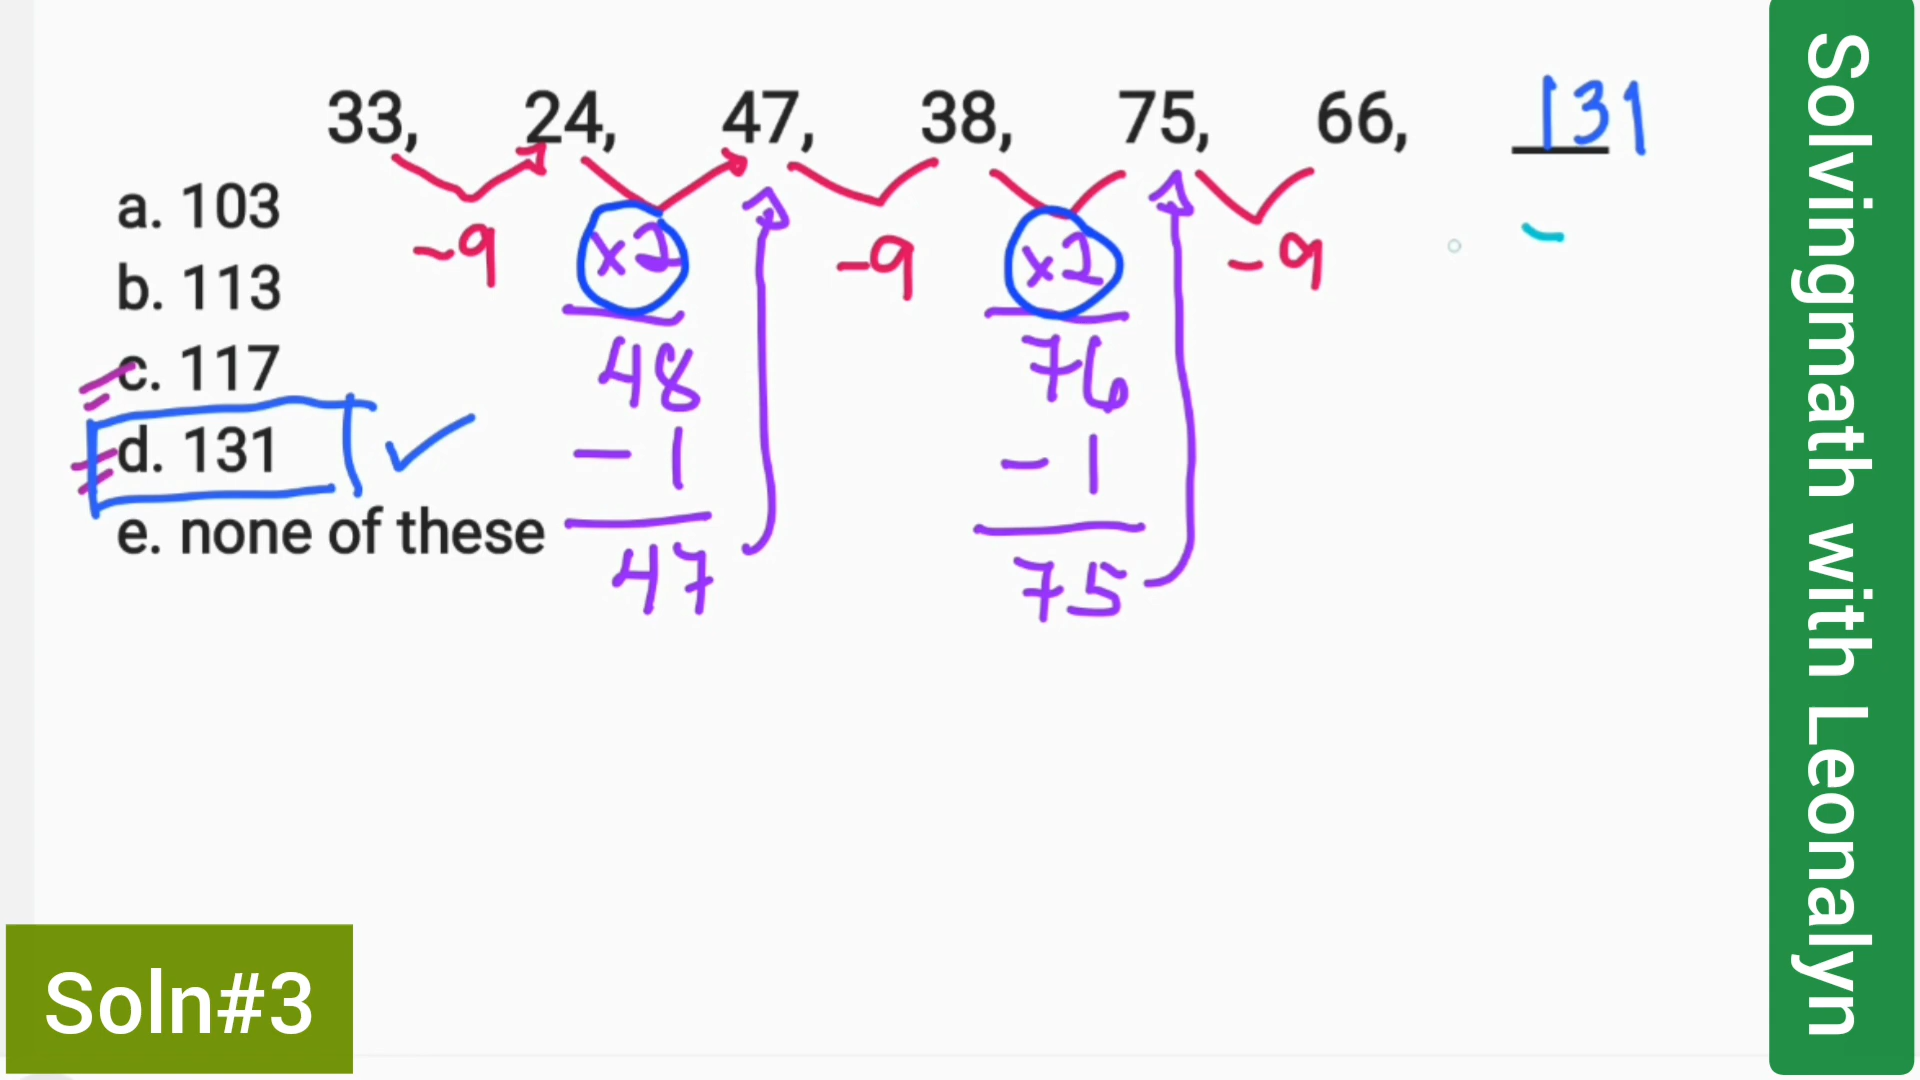 33, 24, 47, 38, 75, 66, 131
a. 103
b. 113
c. 117
d. 131
e. none of these
-9 x2 -9 x2 -9 -
48 76
- 1 - 1
47 75
Soln#3
Solvingmath with Leonalyn